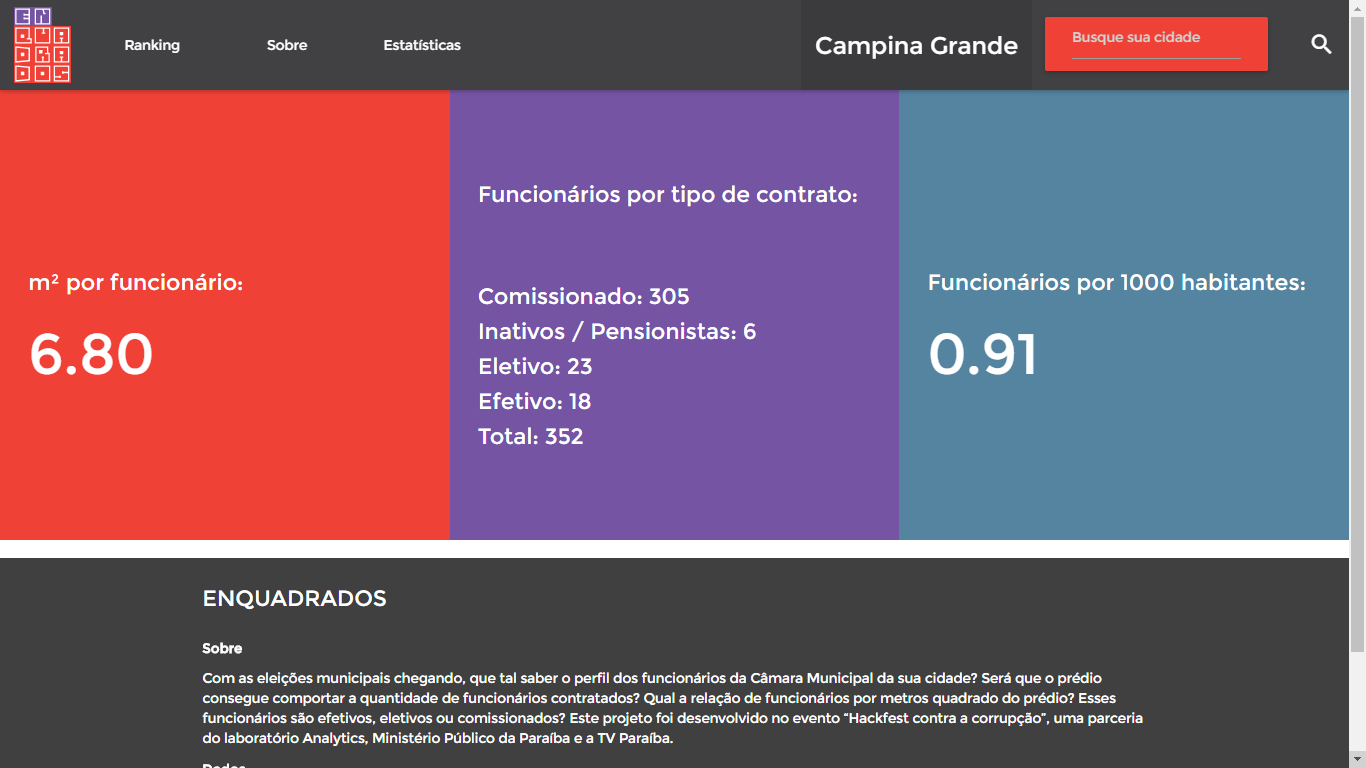 EN
QUA
DRA
DOS
Ranking
Sobre
Estatísticas
Campina Grande
Busque sua cidade
m² por funcionário:
6.80
Funcionários por tipo de contrato:
Comissionado: 305
Inativos / Pensionistas: 6
Eletivo: 23
Efetivo: 18
Total: 352
Funcionários por 1000 habitantes:
0.91
ENQUADRADOS
Sobre
Com as eleições municipais chegando, que tal saber o perfil dos funcionários da Câmara Municipal da sua cidade? Será que o prédio
consegue comportar a quantidade de funcionários contratados? Qual a relação de funcionários por metros quadrado do prédio? Esses
funcionários são efetivos, eletivos ou comissionados? Este projeto foi desenvolvido no evento “Hackfest contra a corrupção”, uma parceria
do laboratório Analytics, Ministério Público da Paraíba e a TV Paraíba.
Dados